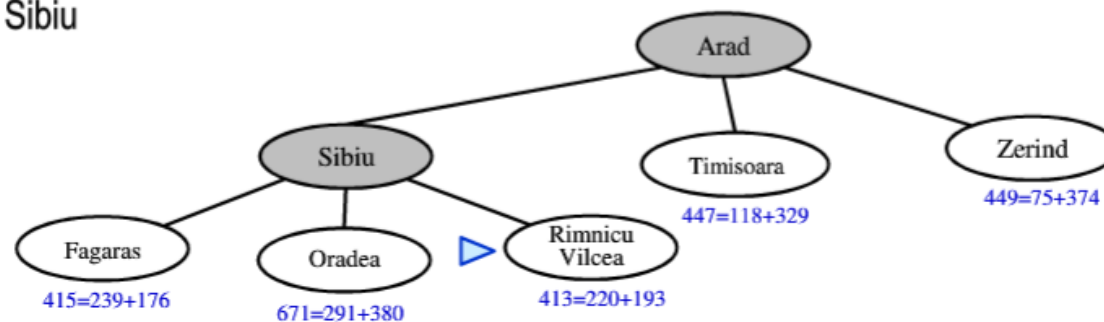 Sibiu
Arad
Sibiu
Timisoara
447=118+329
Zerind
449=75+374
Fagaras
415=239+176
Oradea
671=291+380
Rimnicu
Vilcea
413=220+193